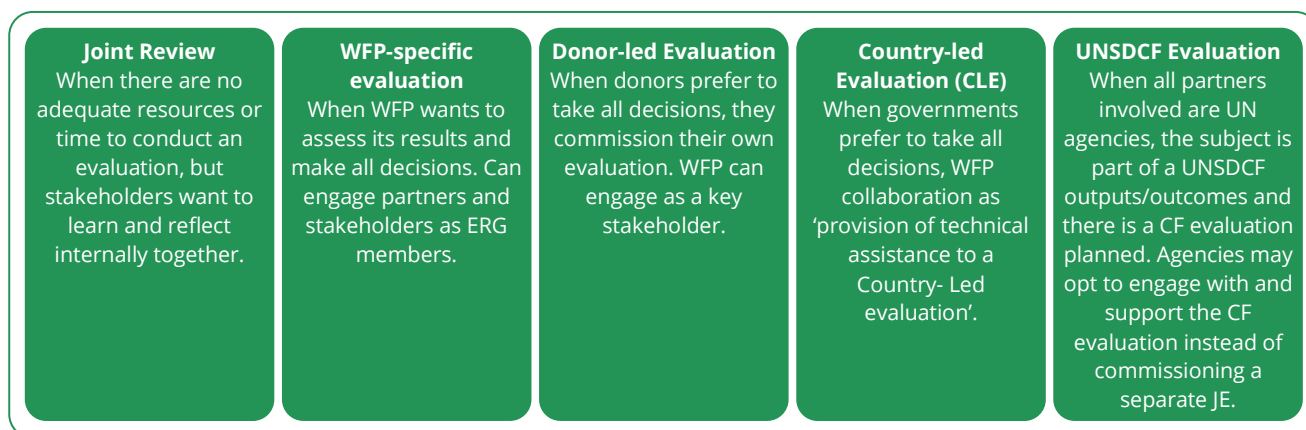 Joint Review
When there are no
adequate resources or
time to conduct an
evaluation, but
stakeholders want to
learn and reflect
internally together.
WFP-specific
evaluation
When WFP wants to
assess its results and
make all decisions. Can
engage partners and
stakeholders as ERG
members.
Donor-led Evaluation
When donors prefer to
take all decisions, they
commission their own
evaluation. WFP can
engage as a key
stakeholder.
Country-led
Evaluation (CLE)
When governments
prefer to take all
decisions, WFP
collaboration as
‘provision of technical
assistance to a
Country- Led
evaluation’.
UNSDCF Evaluation
When all partners
involved are UN
agencies, the subject is
part of a UNSDCF
outputs/outcomes and
there is a CF evaluation
planned. Agencies may
opt to engage with and
support the CF
evaluation instead of
commissioning a
separate JE.